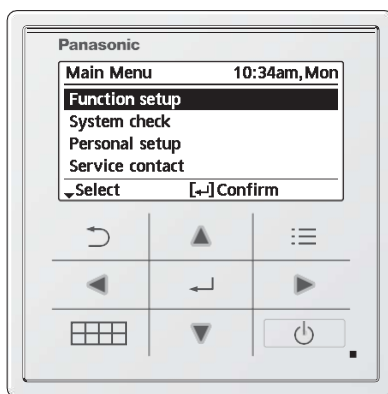 Panasonic
Main Menu 10:34am,Mon
Function setup
System check
Personal setup
Service contact
Select [↵]Confirm